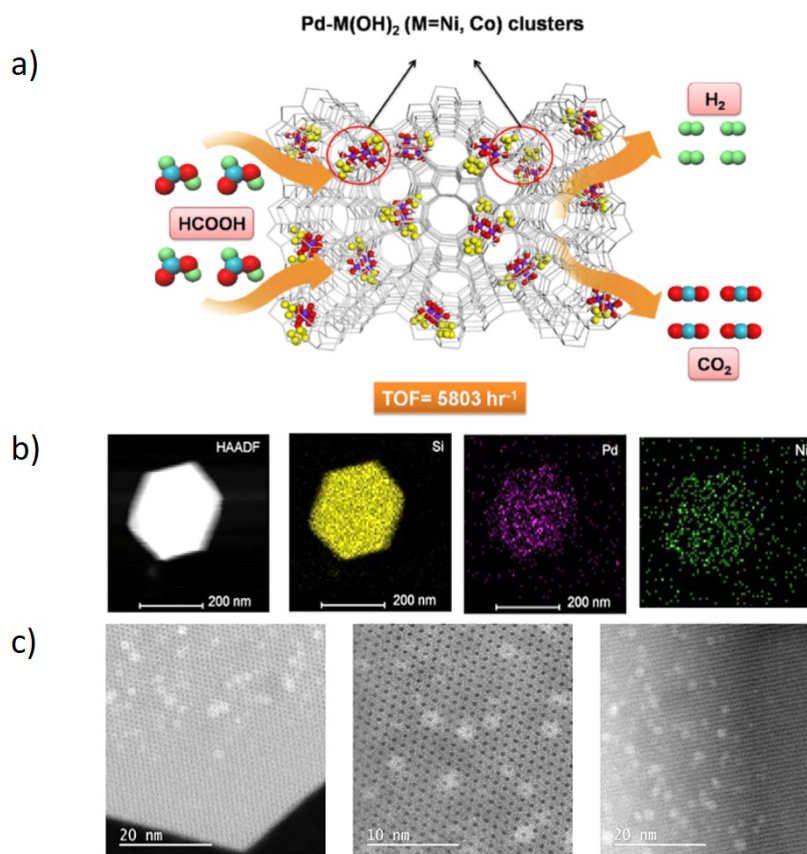 Pd-M(OH)₂ (M=Ni, Co) clusters
a)
H₂
HCOOH
CO₂
TOF= 5803 hr⁻¹
b)
HAADF
Si
Pd
Ni
200 nm
200 nm
200 nm
c)
20 nm
10 nm
20 nm